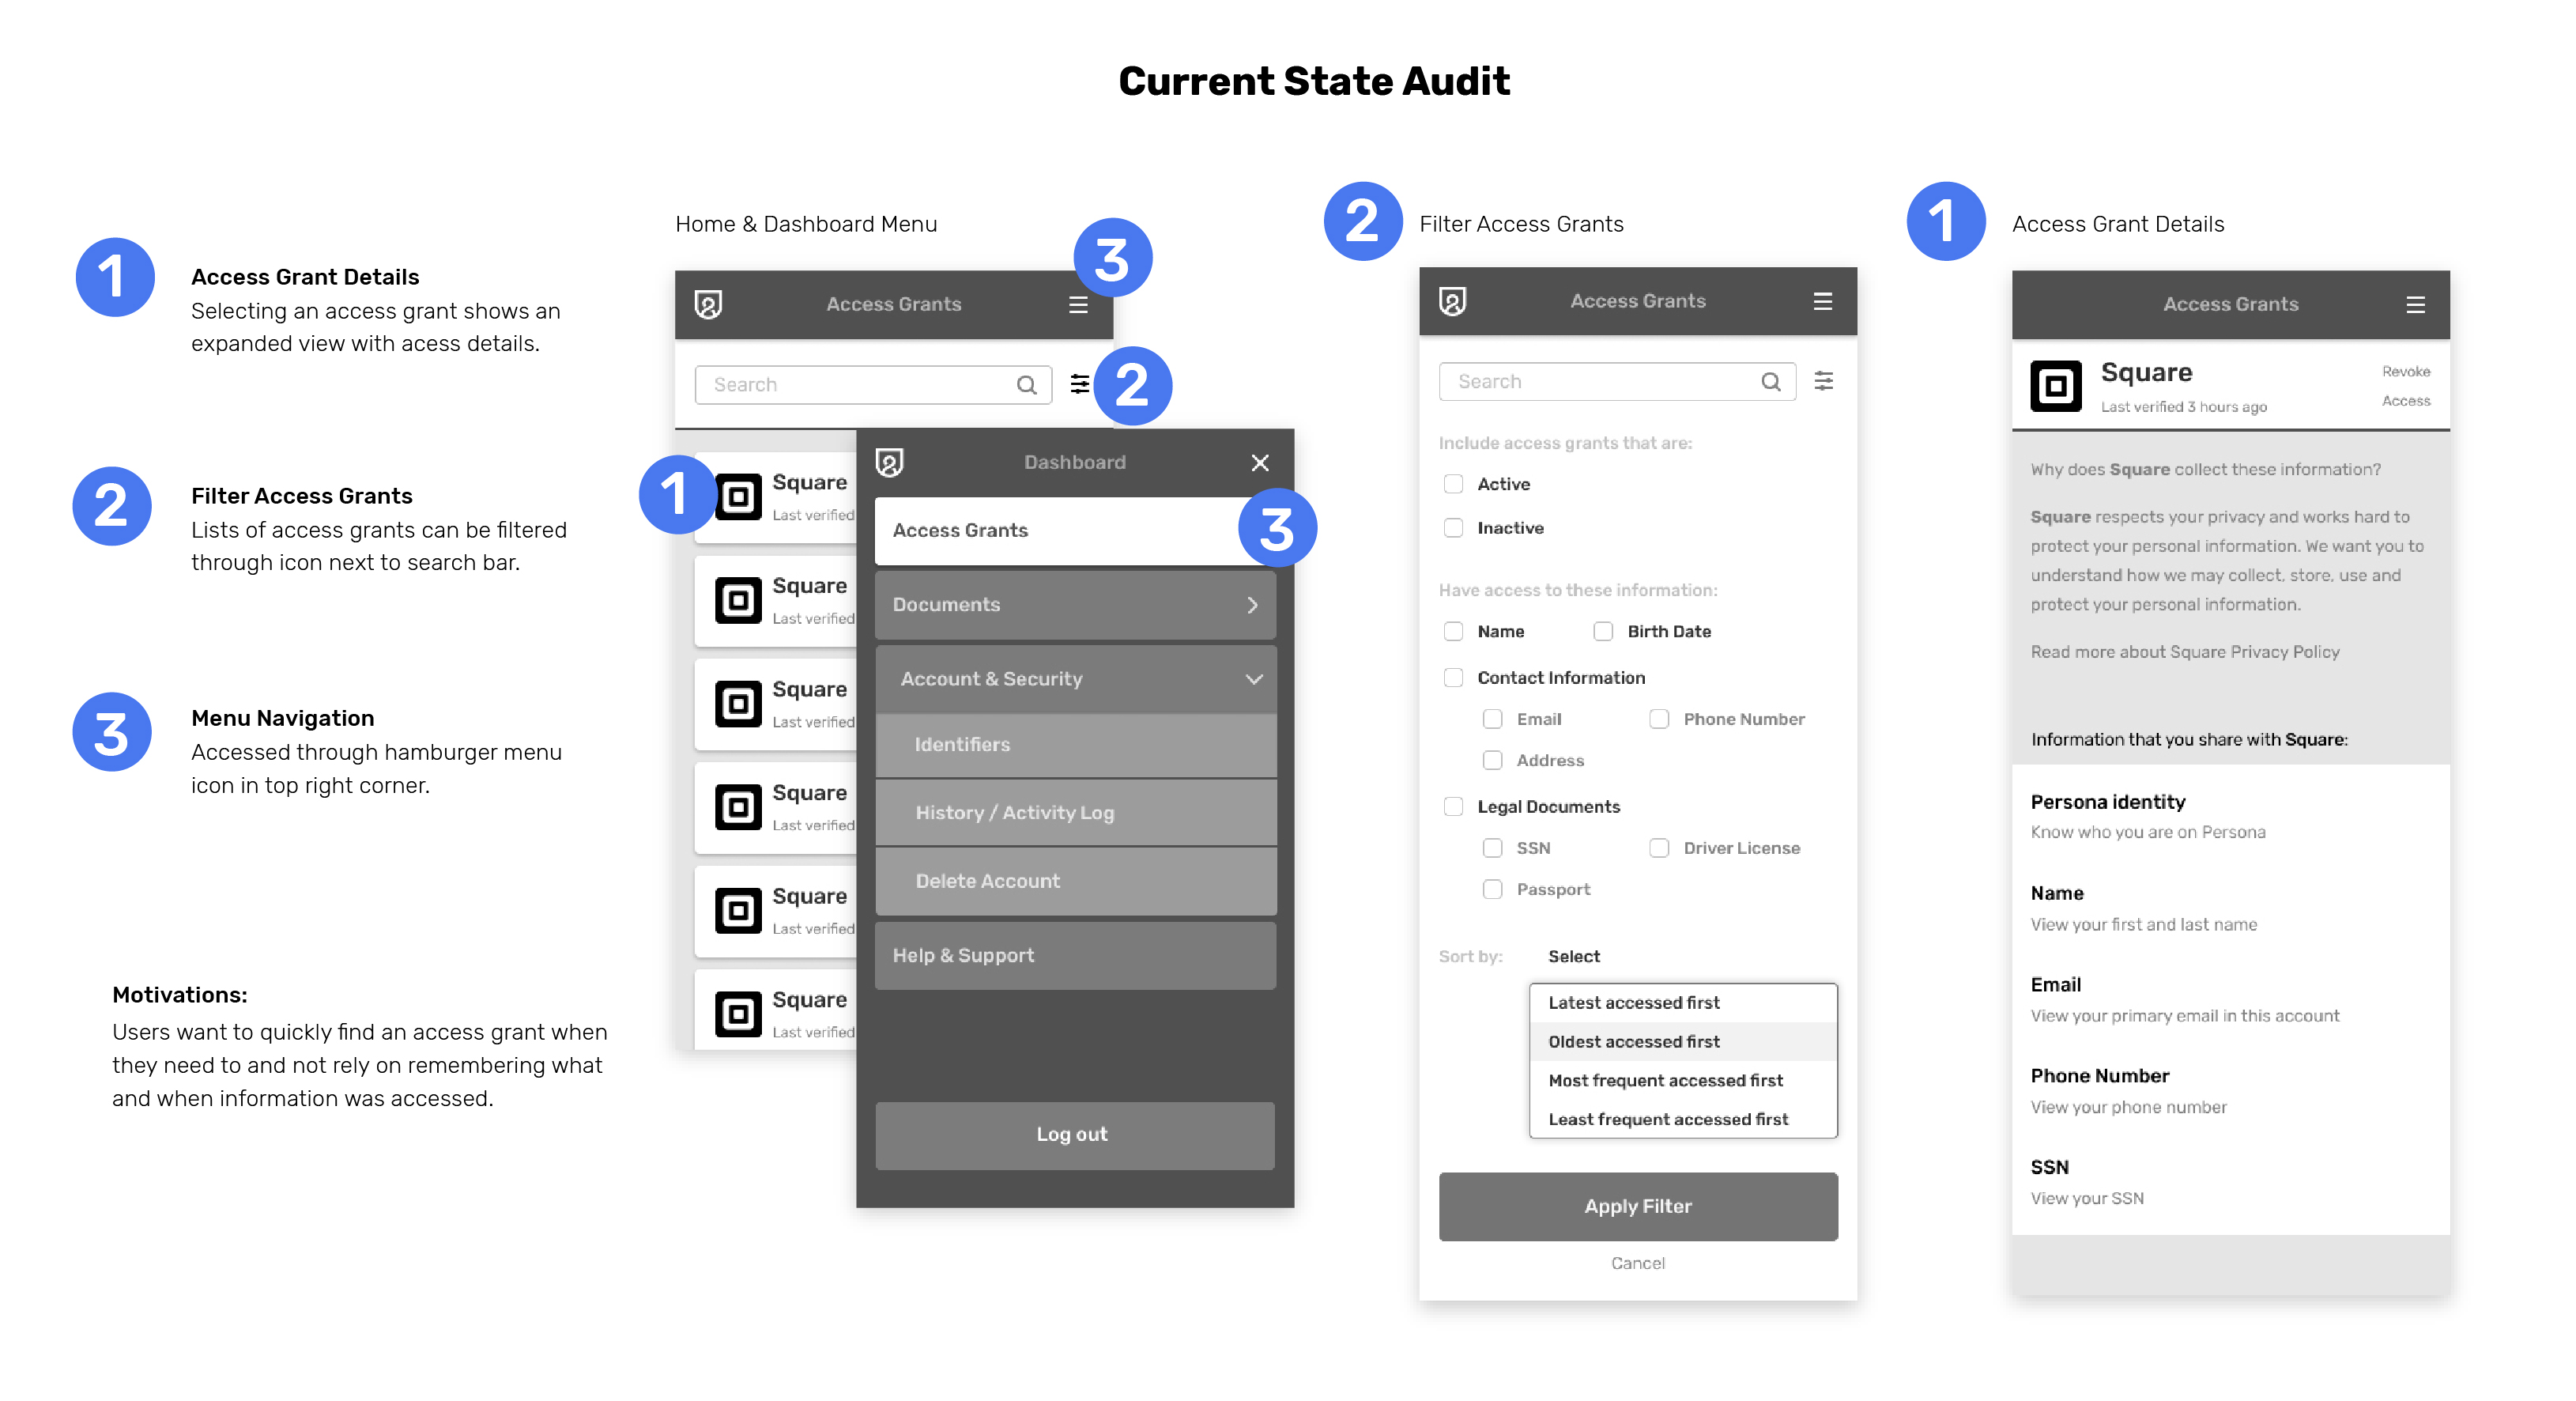 Current State Audit
1
Access Grant Details
Selecting an access grant shows an
expanded view with acess details.
2
Filter Access Grants
Lists of access grants can be filtered
through icon next to search bar.
3
Menu Navigation
Accessed through hamburger menu
icon in top right corner.
Motivations:
Users want to quickly find an access grant when
they need to and not rely on remembering what
and when information was accessed.
Home & Dashboard Menu
3
Access Grants
Search
2
1
Square
Last verified
Square
Last verified
Square
Last verified
Square
Last verified
Square
Last verified
Square
Last verified
Dashboard
Access Grants
3
Documents
Account & Security
Identifiers
History / Activity Log
Delete Account
Help & Support
Log out
2
Filter Access Grants
Access Grants
Search
Include access grants that are:
Active
Inactive
Have access to these information:
Name Birth Date
Contact Information
Email Phone Number
Address
Legal Documents
SSN Driver License
Passport
Sort by: Select
Latest accessed first
Oldest accessed first
Most frequent accessed first
Least frequent accessed first
Apply Filter
Cancel
1
Access Grant Details
Access Grants
Square
Last verified 3 hours ago
Revoke
Access
Why does Square collect these information?
Square respects your privacy and works hard to
protect your personal information. We want you to
understand how we may collect, store, use and
protect your personal information.
Read more about Square Privacy Policy
Information that you share with Square:
Persona identity
Know who you are on Persona
Name
View your first and last name
Email
View your primary email in this account
Phone Number
View your phone number
SSN
View your SSN